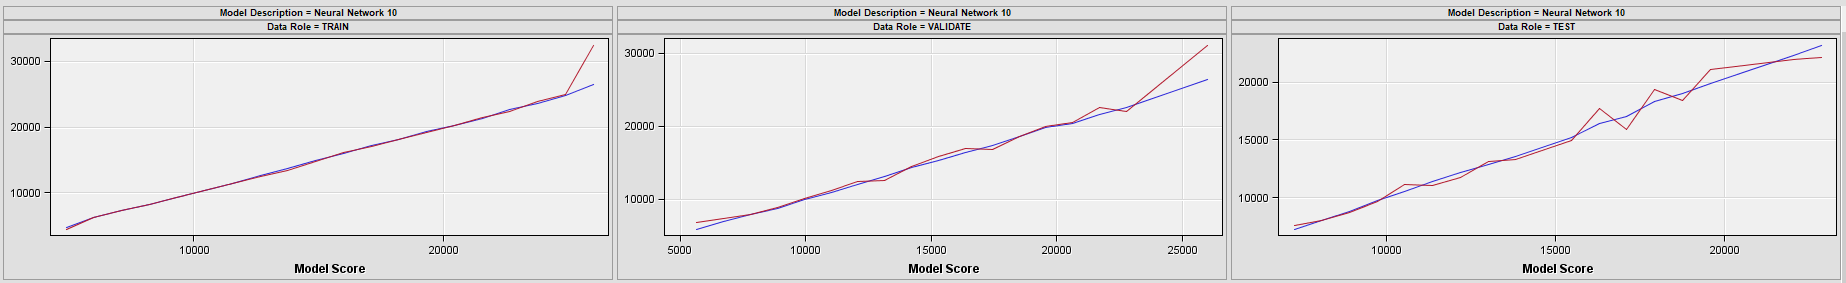 Model Description = Neural Network 10
Data Role = TRAIN
30000
20000
10000
10000 20000
Model Score
Model Description = Neural Network 10
Data Role = VALIDATE
30000
20000
10000
5000 10000 15000 20000 25000
Model Score
Model Description = Neural Network 10
Data Role = TEST
20000
15000
10000
10000 15000 20000
Model Score